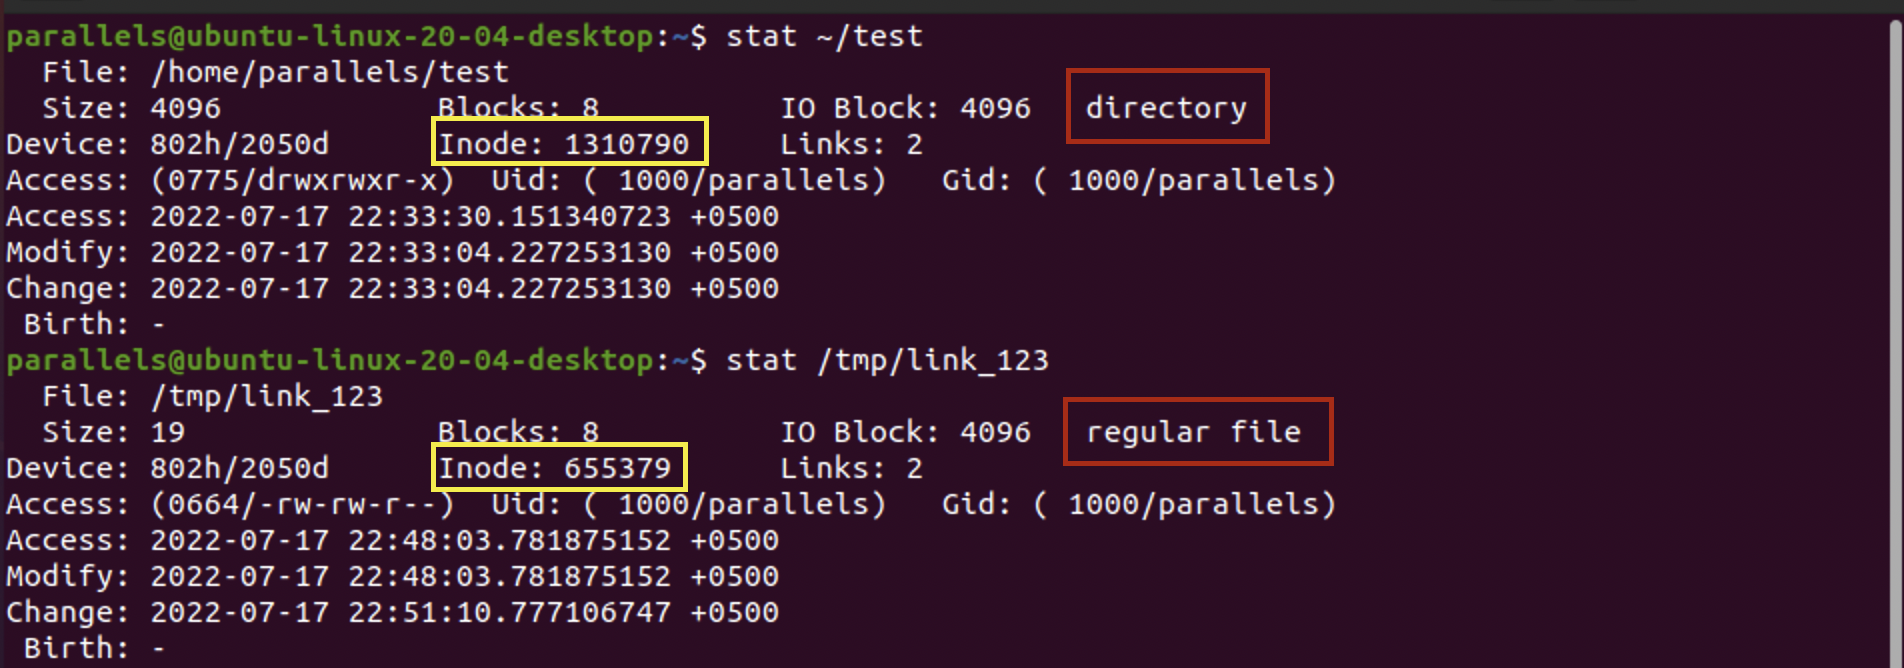 parallels@ubuntu-linux-20-04-desktop:~$ stat ~/test
  File: /home/parallels/test
  Size: 4096            Blocks: 8          IO Block: 4096   directory
Device: 802h/2050d      Inode: 1310790     Links: 2
Access: (0775/drwxrwxr-x)  Uid: ( 1000/parallels)   Gid: ( 1000/parallels)
Access: 2022-07-17 22:33:30.151340723 +0500
Modify: 2022-07-17 22:33:04.227253130 +0500
Change: 2022-07-17 22:33:04.227253130 +0500
 Birth: -
parallels@ubuntu-linux-20-04-desktop:~$ stat /tmp/link_123
  File: /tmp/link_123
  Size: 19              Blocks: 8          IO Block: 4096   regular file
Device: 802h/2050d      Inode: 655379      Links: 2
Access: (0664/-rw-rw-r--)  Uid: ( 1000/parallels)   Gid: ( 1000/parallels)
Access: 2022-07-17 22:48:03.781875152 +0500
Modify: 2022-07-17 22:48:03.781875152 +0500
Change: 2022-07-17 22:51:10.777106747 +0500
 Birth: -